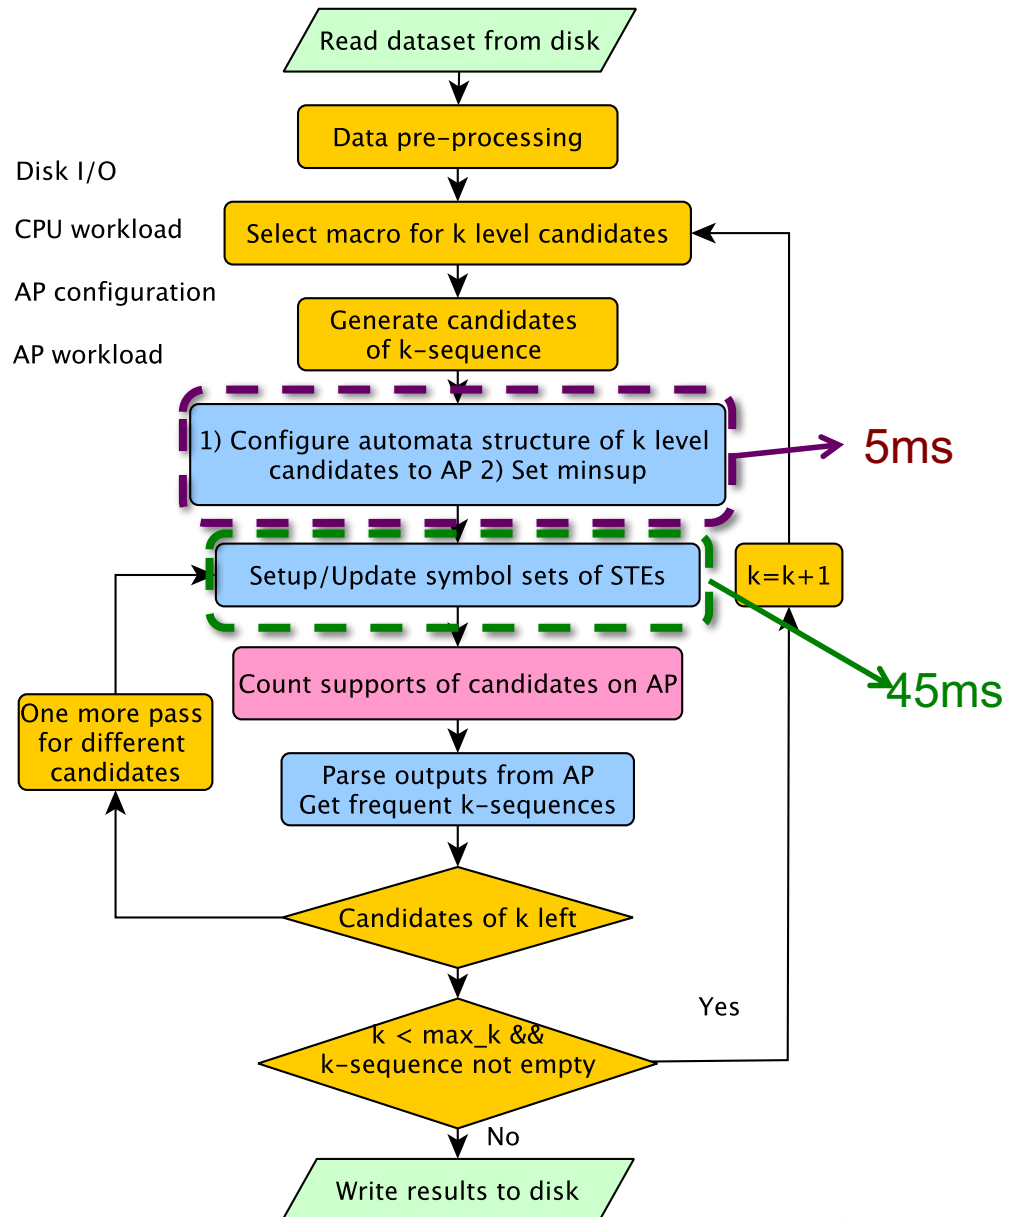 Read dataset from disk
Data pre-processing
Disk I/O
CPU workload
Select macro for k level candidates
AP configuration
Generate candidates
of k-sequence
AP workload
1) Configure automata structure of k level
candidates to AP 2) Set minsup
5ms
Setup/Update symbol sets of STEs
k=k+1
Count supports of candidates on AP
45ms
One more pass
for different
candidates
Parse outputs from AP
Get frequent k-sequences
Candidates of k left
Yes
k < max_k &&
k-sequence not empty
No
Write results to disk